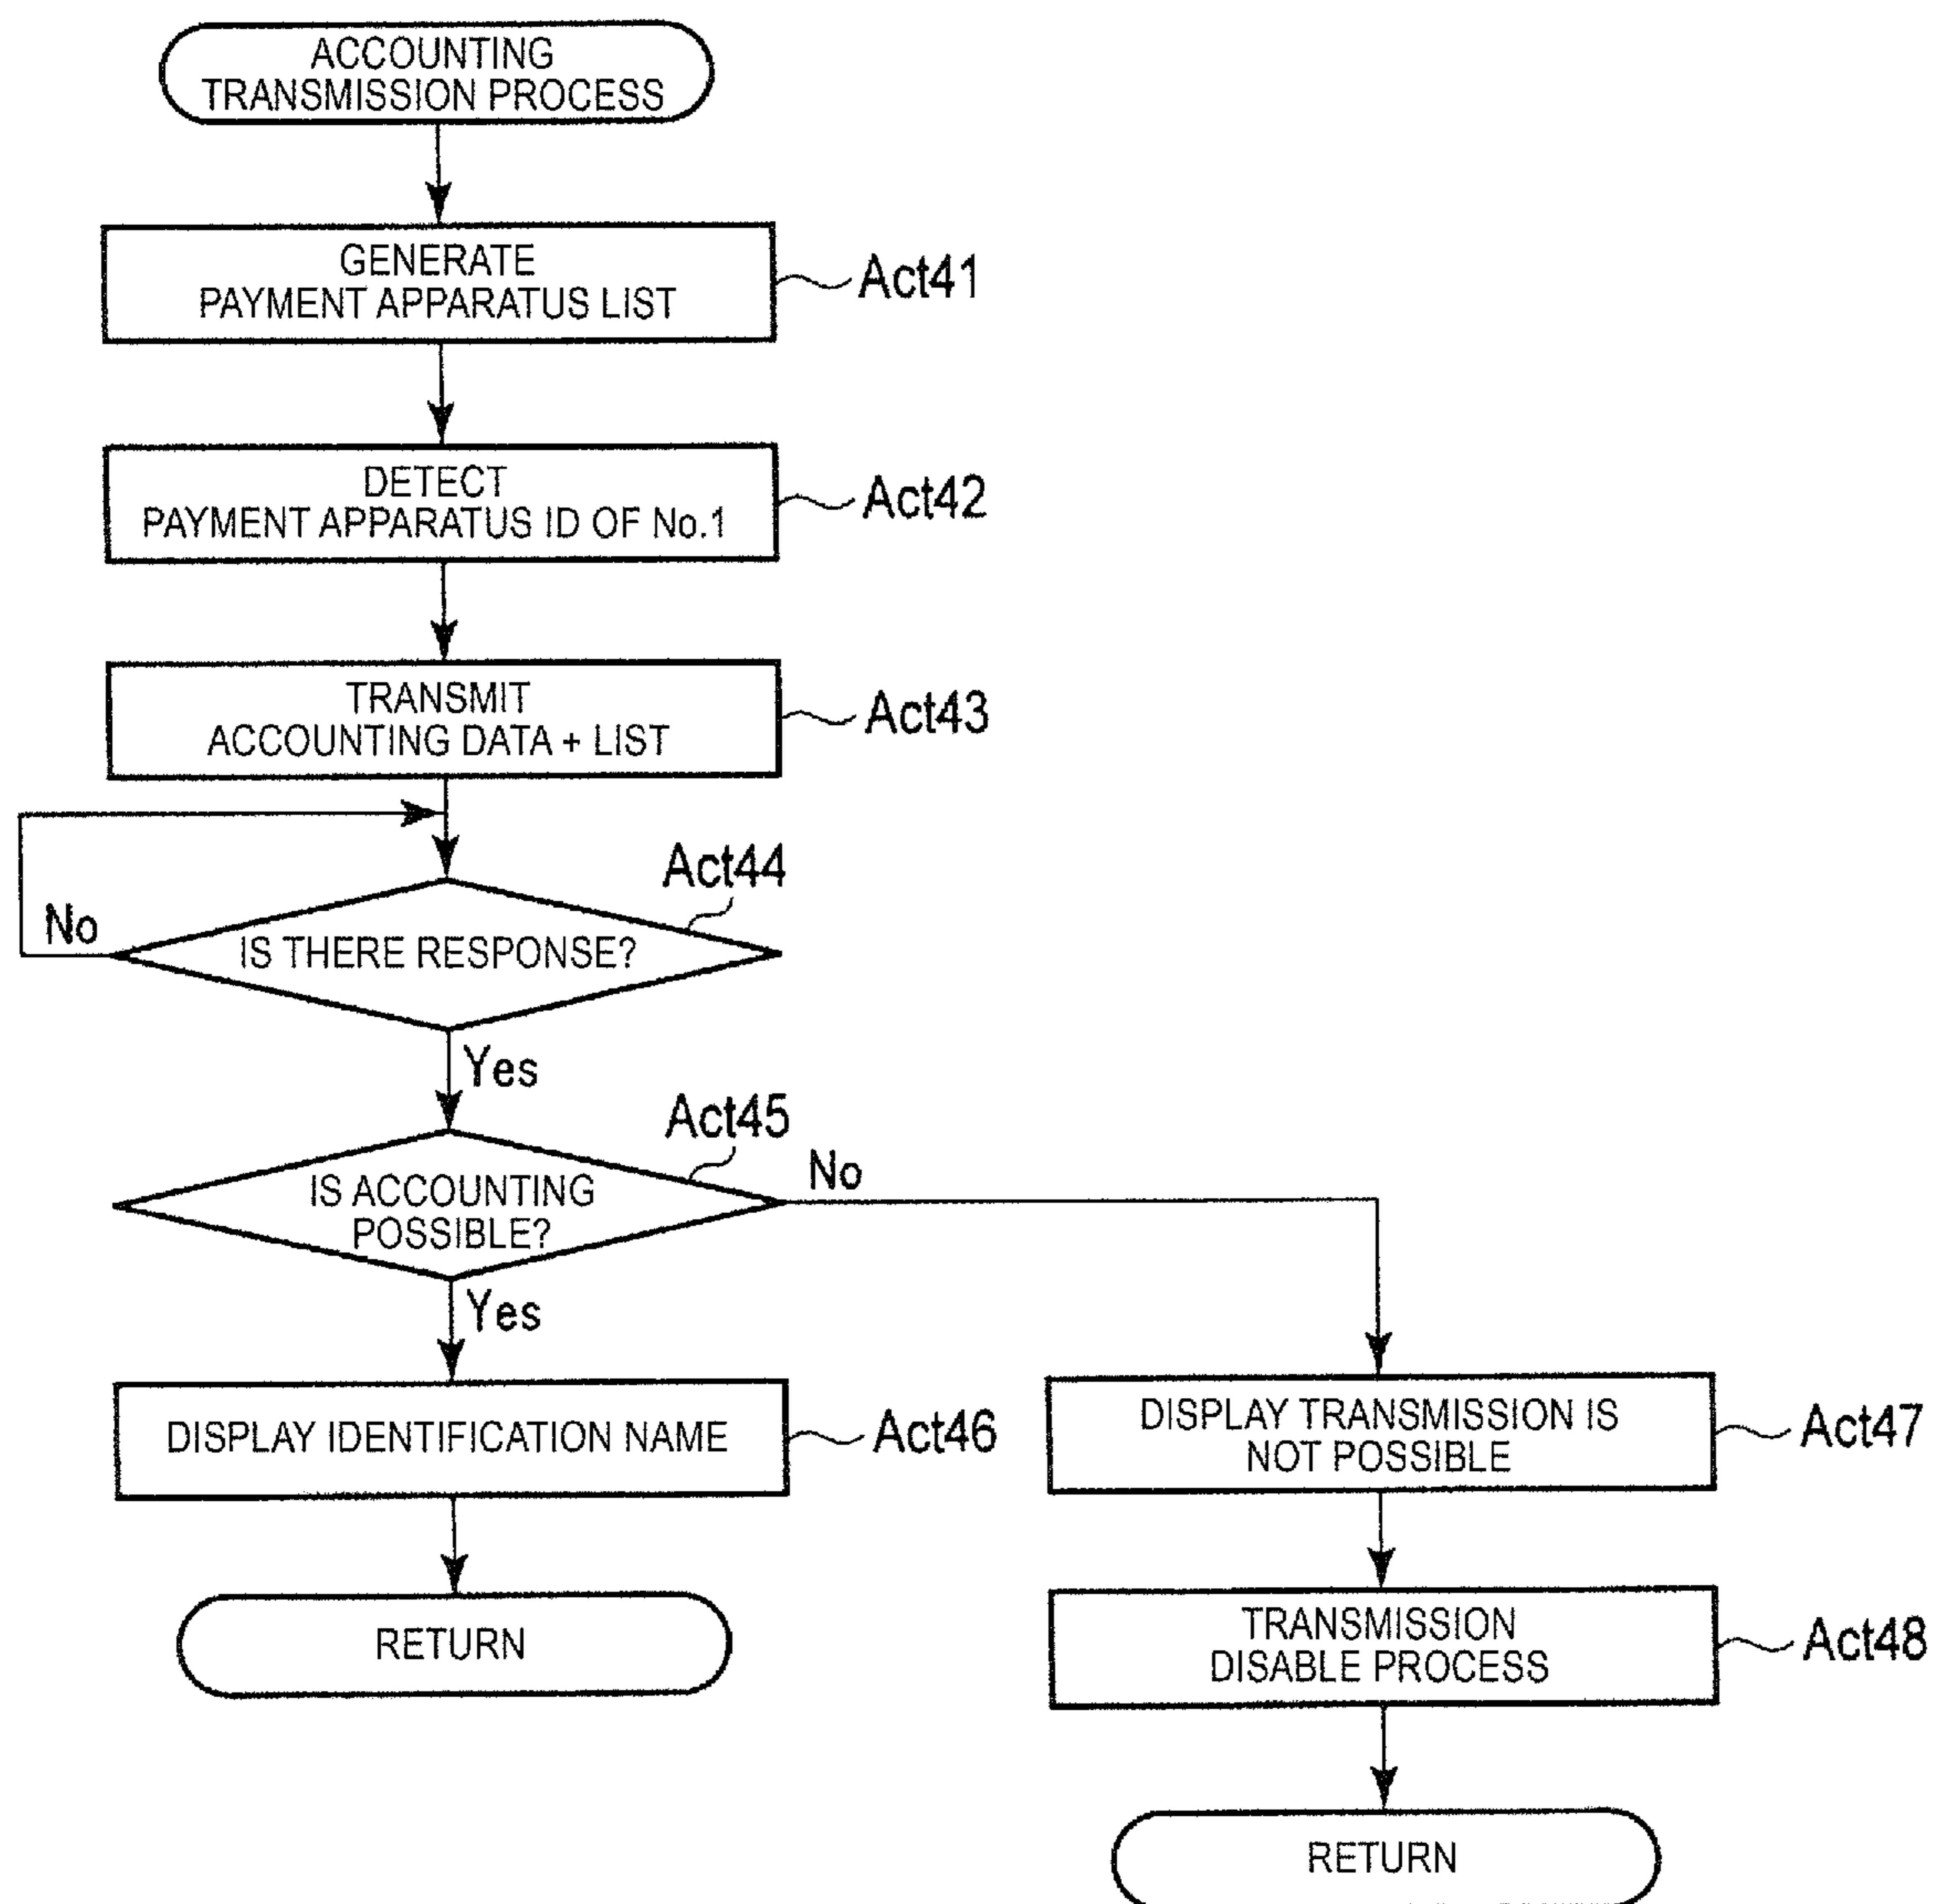 ACCOUNTING
TRANSMISSION PROCESS
GENERATE
PAYMENT APPARATUS LIST
Act41
DETECT
PAYMENT APPARATUS ID OF No.1
Act42
TRANSMIT
ACCOUNTING DATA + LIST
Act43
Act44
No
IS THERE RESPONSE?
Yes
Act45
No
IS ACCOUNTING
POSSIBLE?
Yes
DISPLAY IDENTIFICATION NAME
Act46
DISPLAY TRANSMISSION IS
NOT POSSIBLE
Act47
RETURN
TRANSMISSION
DISABLE PROCESS
Act48
RETURN